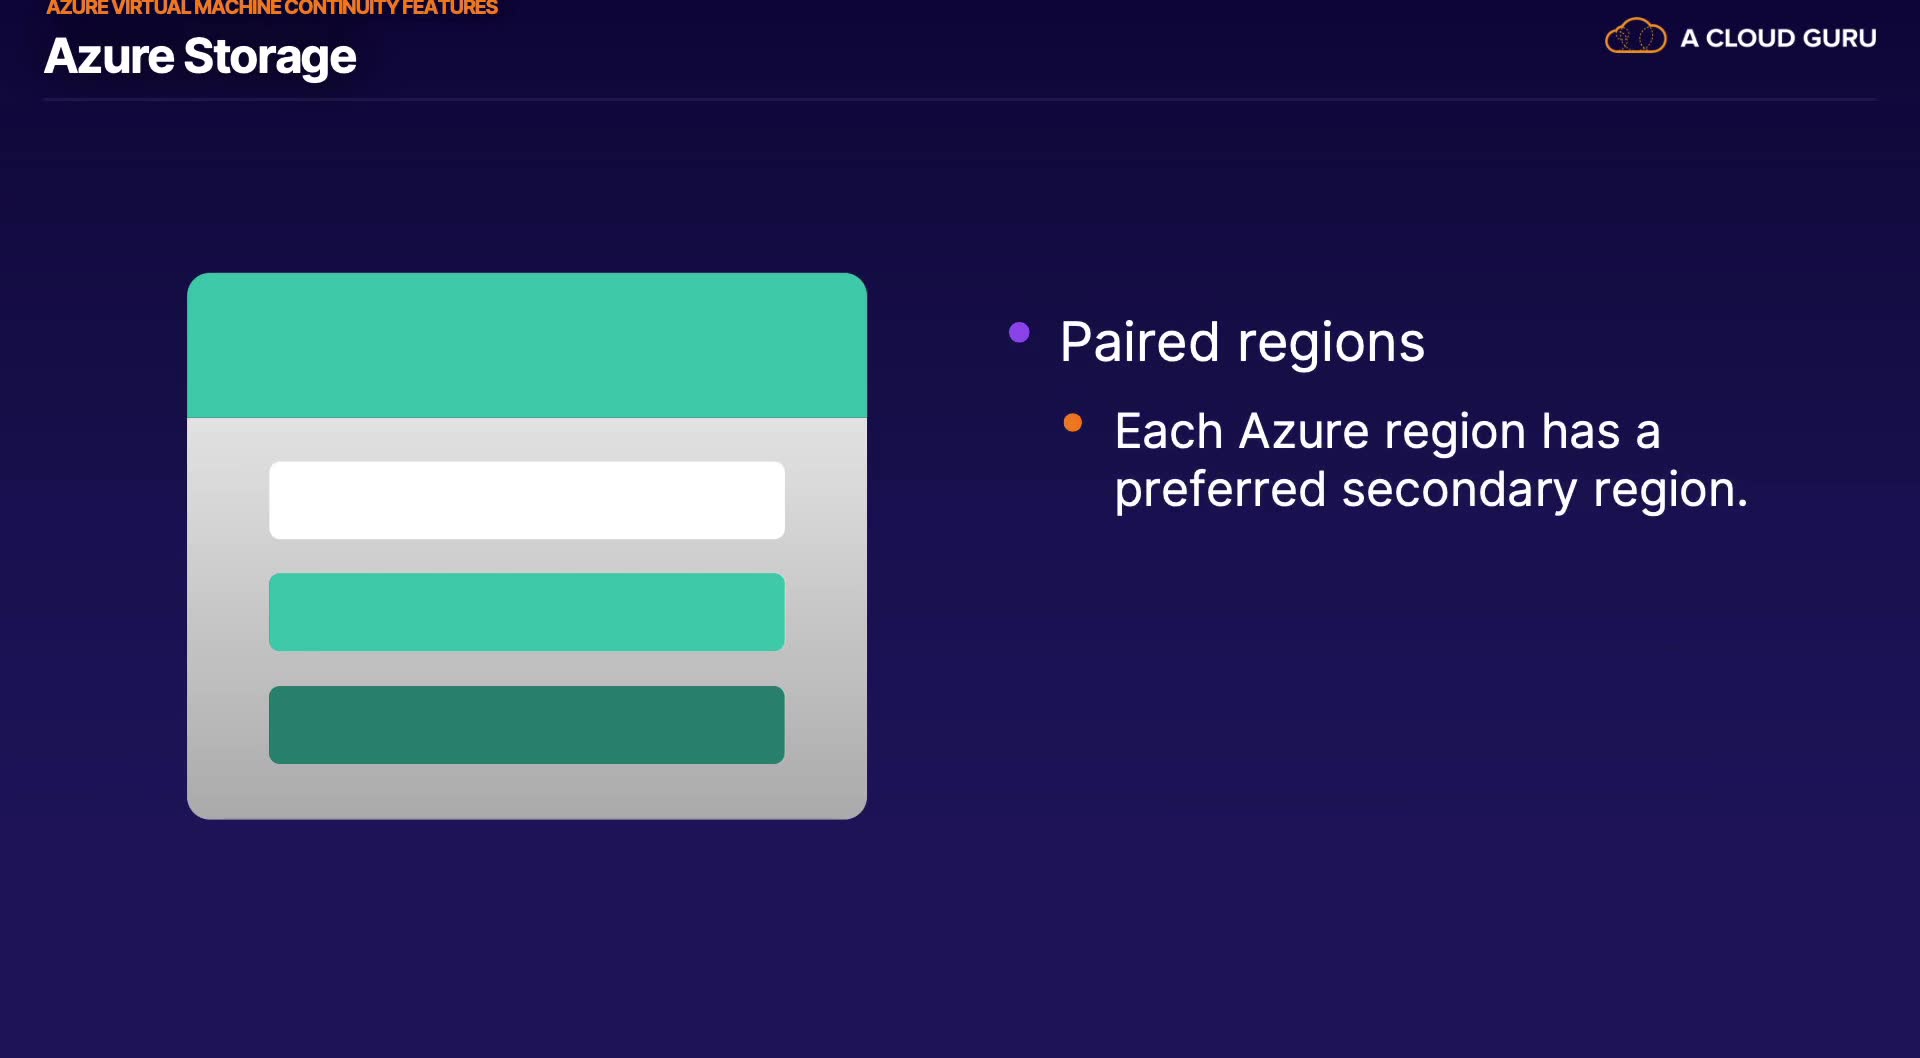 AZURE VIRTUAL MACHINE CONTINUITY FEATURES
Azure Storage
A CLOUD GURU
Paired regions
Each Azure region has a
preferred secondary region.